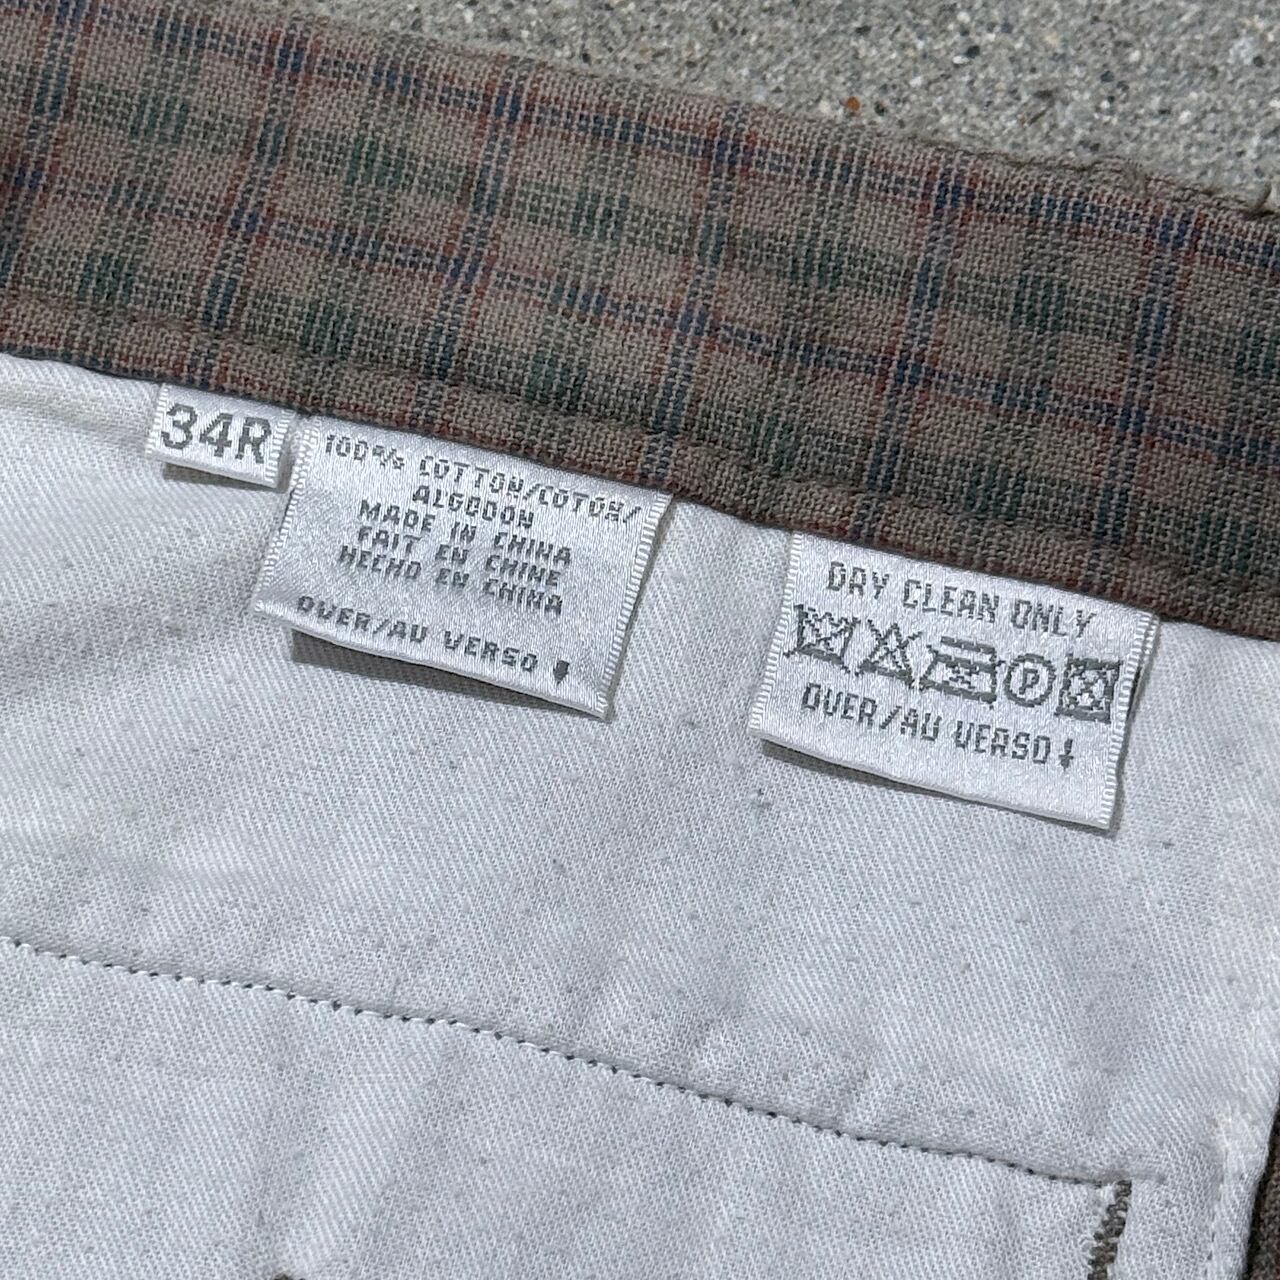 34R
100% COTTON/COTON/
ALGODON
MADE IN CHINA
FAIT EN CHINE
HECHO EN CHINA
OVER/AU VERSO
DRY CLEAN ONLY
P
OVER/AU VERSO